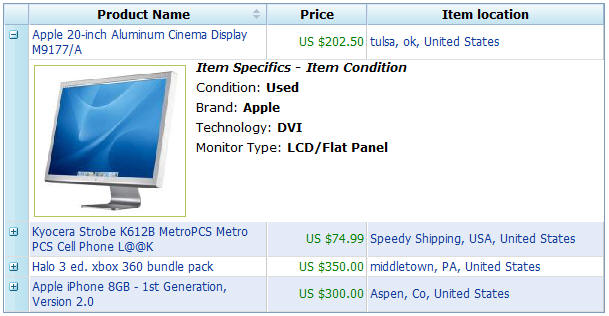 Product Name Price Item location
Apple 20-inch Aluminum Cinema Display
M9177/A
US $202.50
tulsa, ok, United States
Item Specifics - Item Condition
Condition: Used
Brand: Apple
Technology: DVI
Monitor Type: LCD/Flat Panel
Kyocera Strobe K612B MetroPCS Metro
PCS Cell Phone L@@K
US $74.99
Speedy Shipping, USA, United States
Halo 3 ed. xbox 360 bundle pack
US $350.00
middletown, PA, United States
Apple iPhone 8GB - 1st Generation,
Version 2.0
US $300.00
Aspen, Co, United States